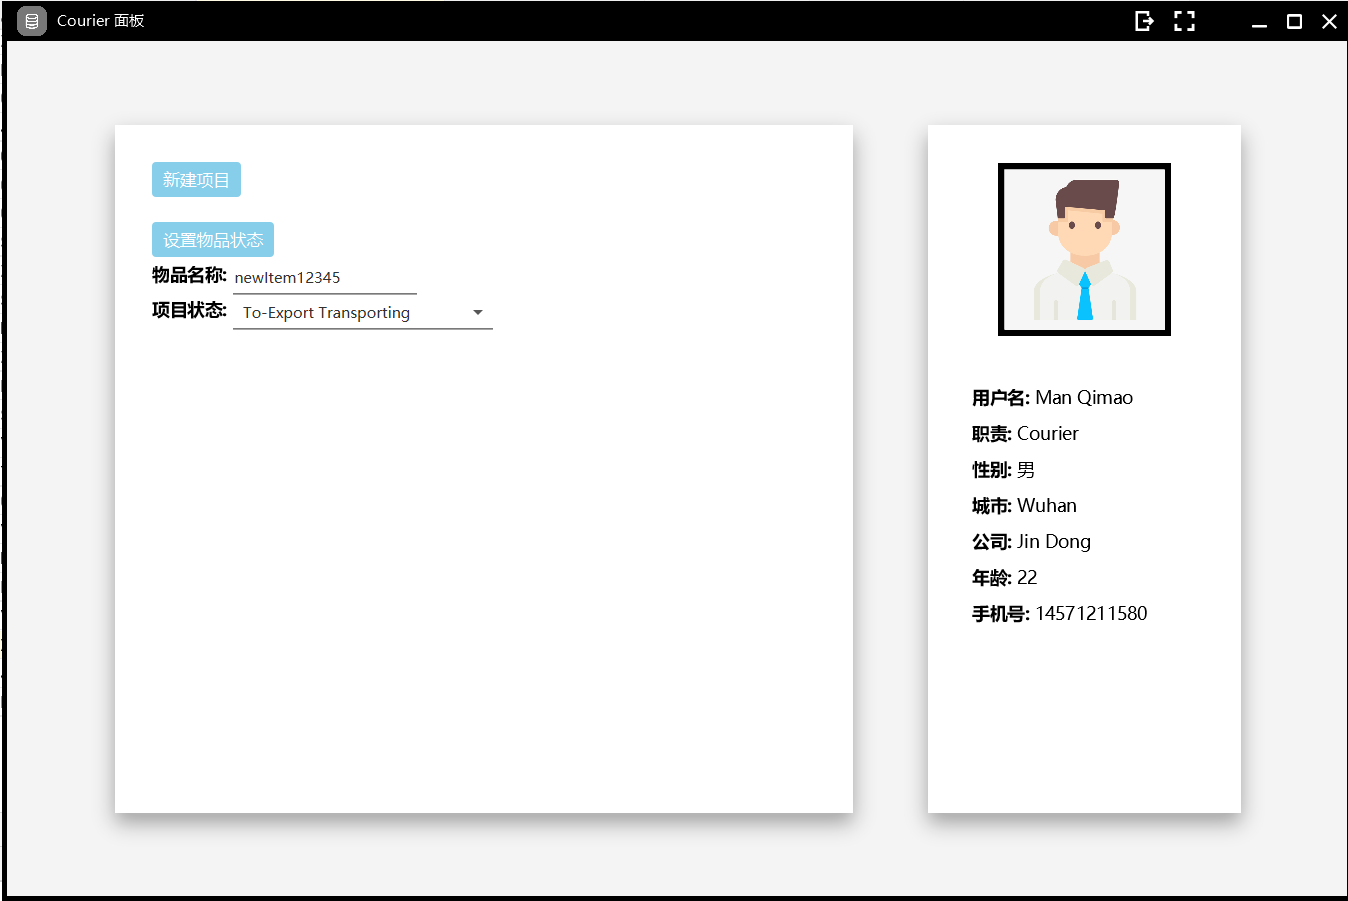 Courier 面板
新建项目
设置物品状态
物品名称: newItem12345
项目状态: To-Export Transporting
用户名: Man Qimao
职责: Courier
性别: 男
城市: Wuhan
公司: Jin Dong
年龄: 22
手机号: 14571211580